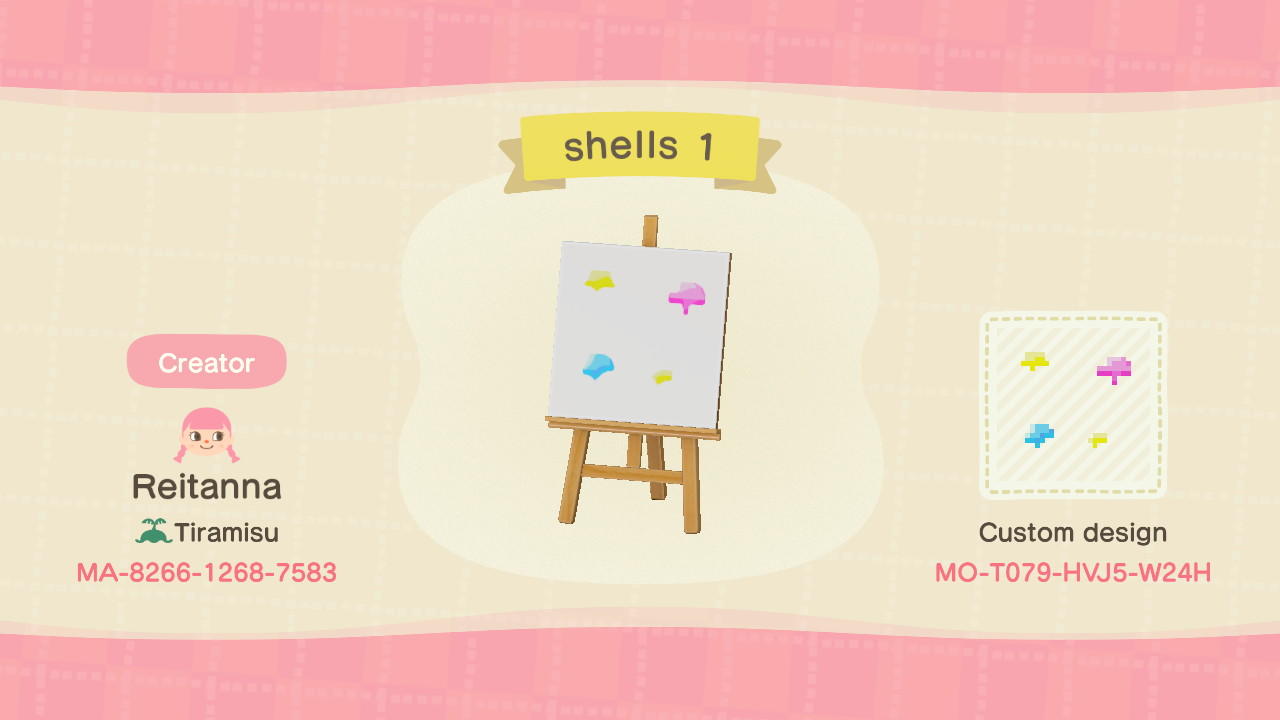 shells 1
Creator
Reitanna
Tiramisu
MA-8266-1268-7583
Custom design
MO-T079-HVJ5-W24H